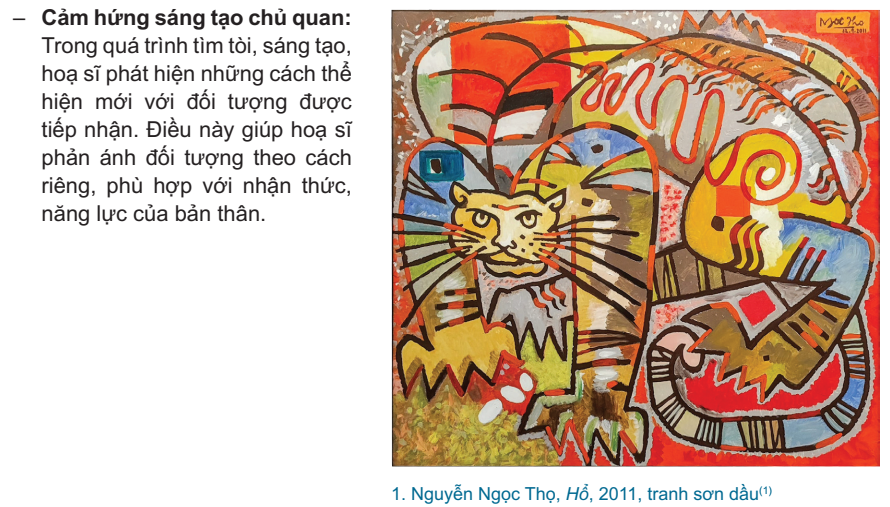 – Cảm hứng sáng tạo chủ quan:
Trong quá trình tìm tòi, sáng tạo,
hoạ sĩ phát hiện những cách thể
hiện mới với đối tượng được
tiếp nhận. Điều này giúp hoạ sĩ
phản ánh đối tượng theo cách
riêng, phù hợp với nhận thức,
năng lực của bản thân.
Ngọc Thọ
1. Nguyễn Ngọc Thọ, Hổ, 2011, tranh sơn dầu(1)